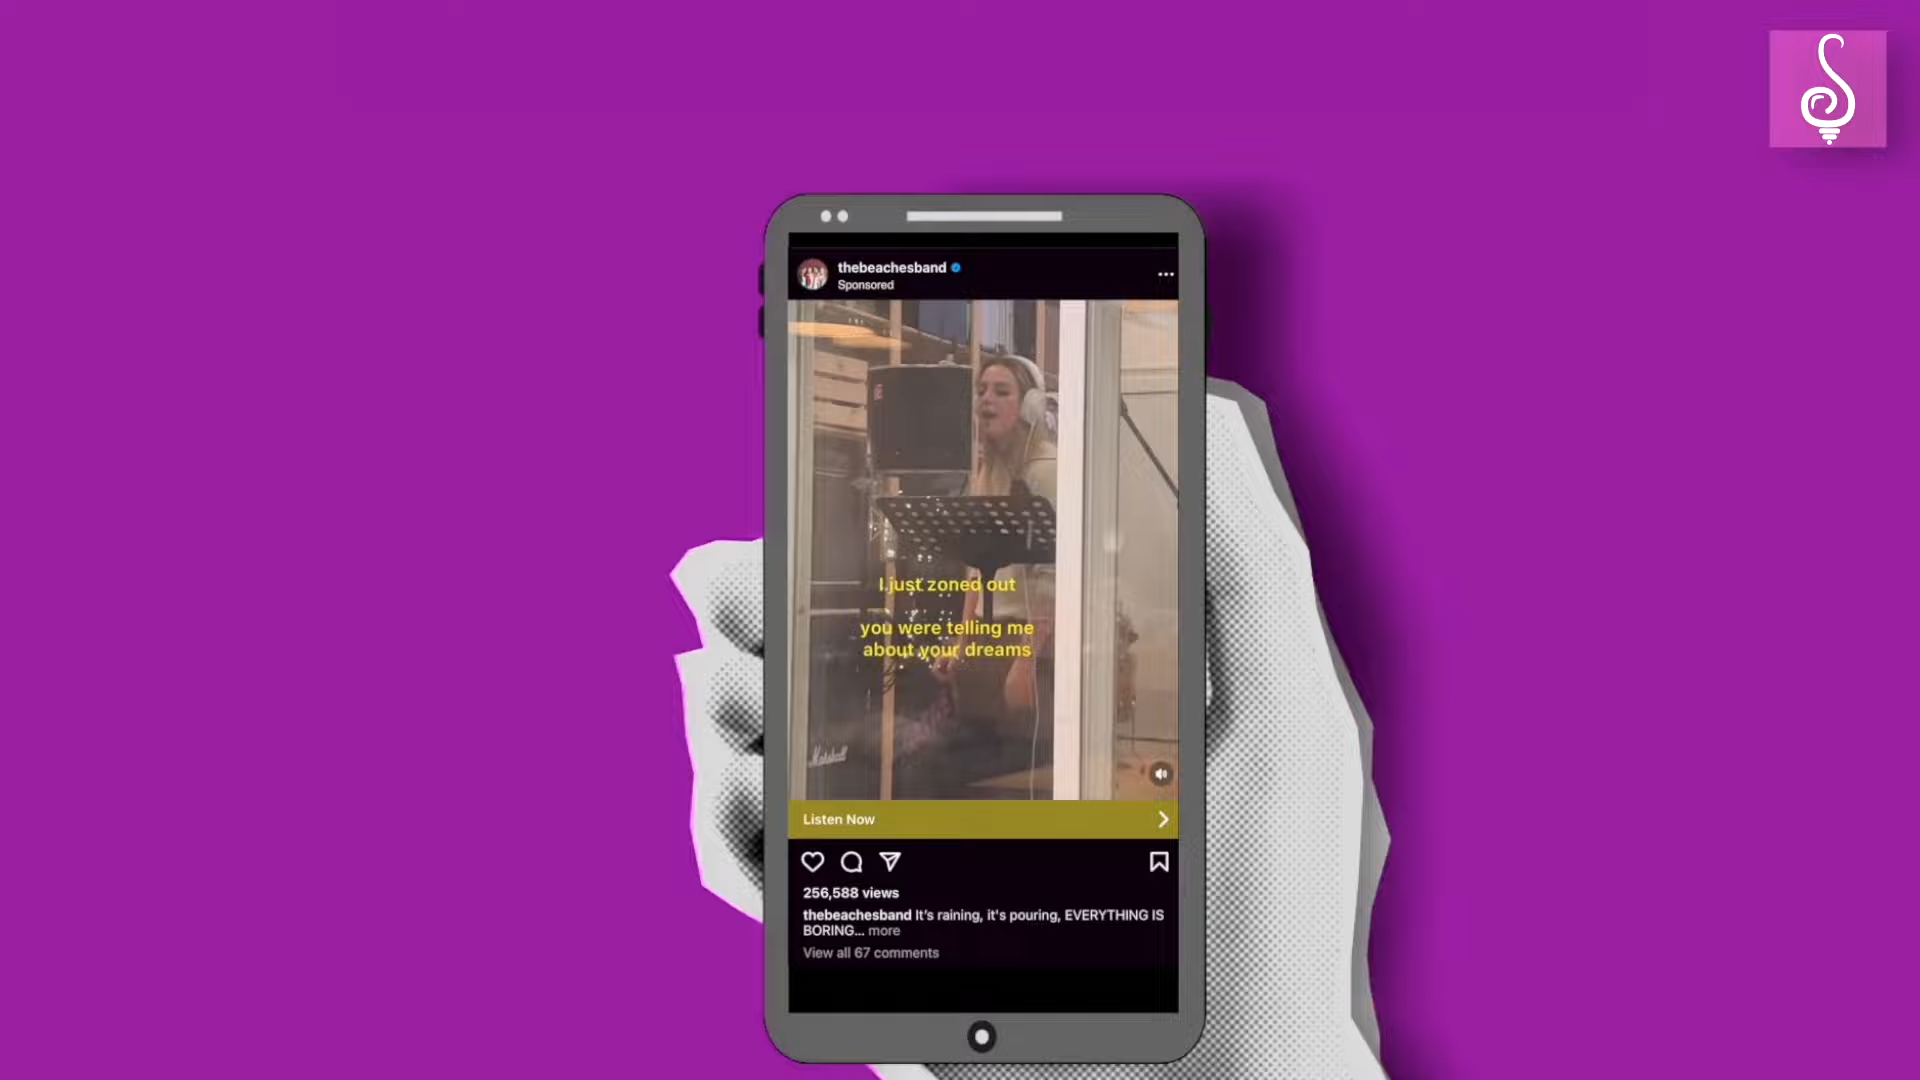 thebeachesband
Sponsored
I just zoned out
you were telling me
about your dreams
Marshall
Listen Now
256,588 views
thebeachesband It's raining, it's pouring, EVERYTHING IS
BORING... more
View all 67 comments